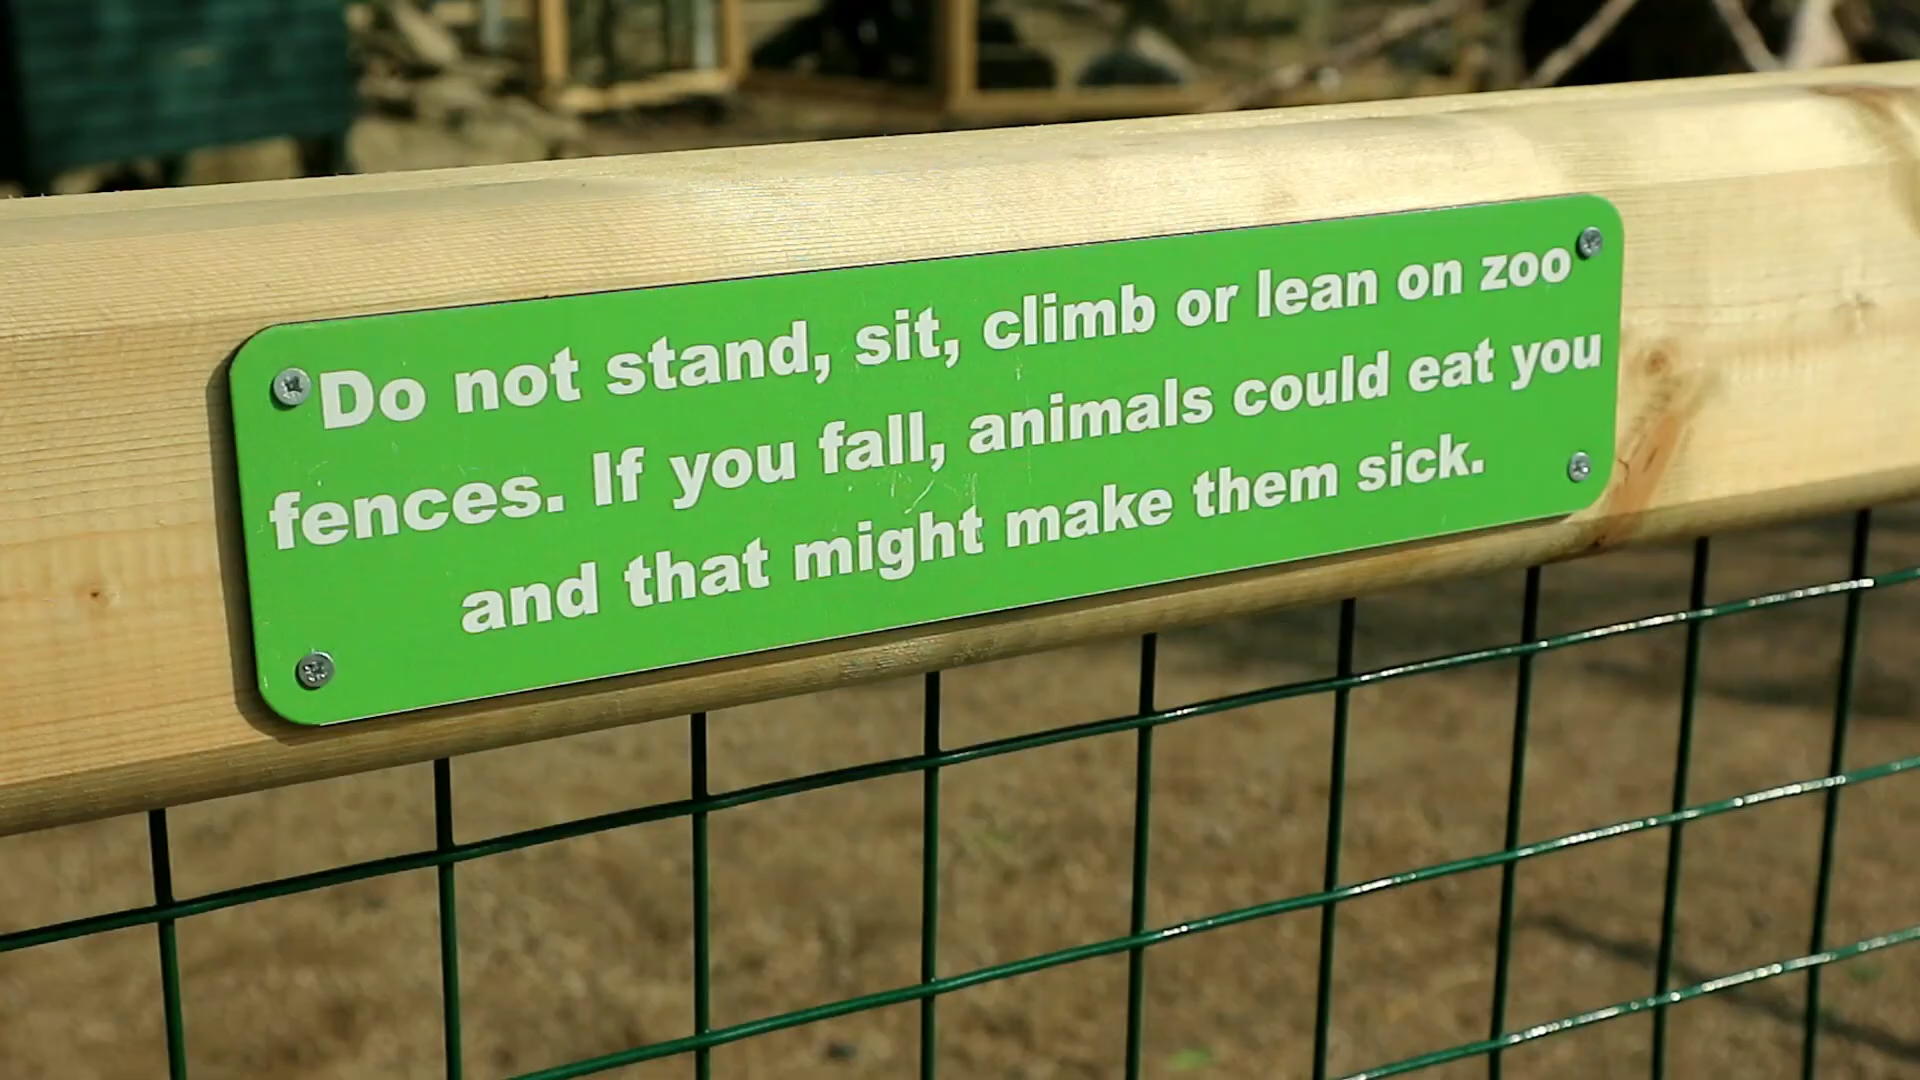 Do not stand, sit, climb or lean on zoo
fences. If you fall, animals could eat you
and that might make them sick.